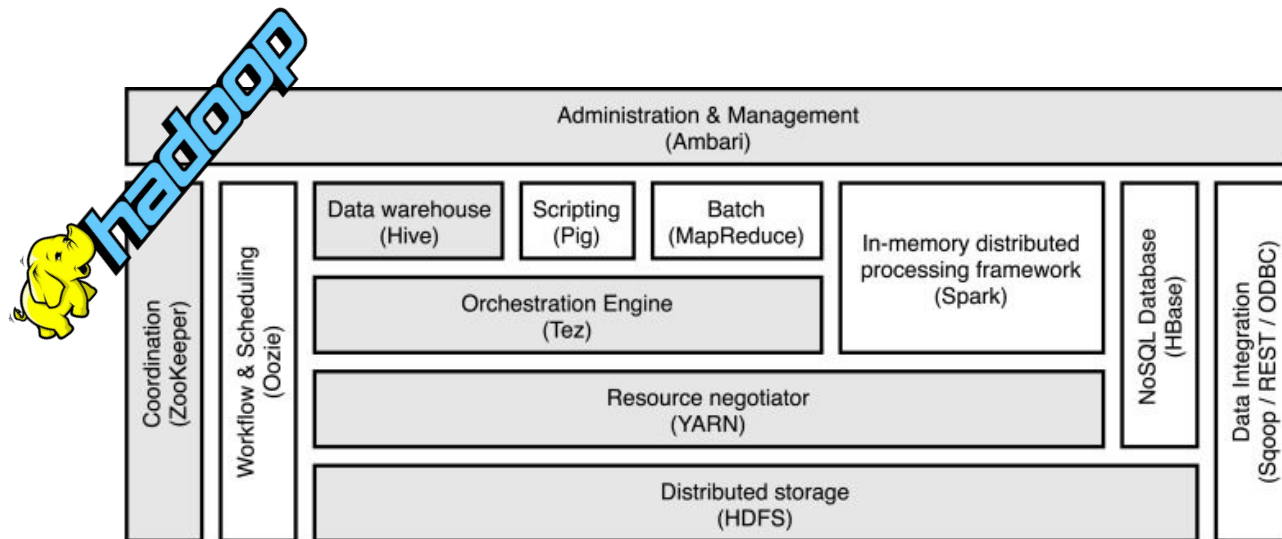 hadoop
Administration & Management
(Ambari)
Coordination
(ZooKeeper)
Workflow & Scheduling
(Oozie)
Data warehouse
(Hive)
Scripting
(Pig)
Batch
(MapReduce)
In-memory distributed
processing framework
(Spark)
NoSQL Database
(HBase)
Data Integration
(Sqoop / REST / ODBC)
Orchestration Engine
(Tez)
Resource negotiator
(YARN)
Distributed storage
(HDFS)